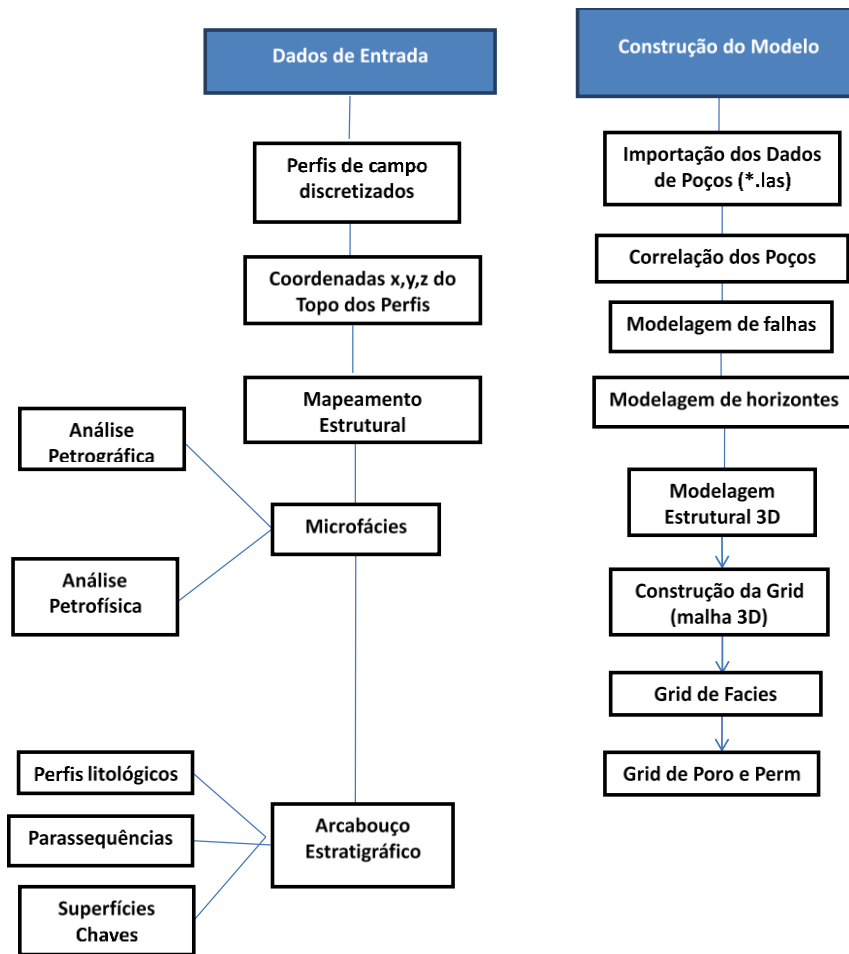 Dados de Entrada
Perfis de campo
discretizados
Coordenadas x,y,z do
Topo dos Perfis
Mapeamento
Estrutural
Análise
Petrográfica
Microfácies
Análise
Petrofísica
Perfis litológicos
Parassequências
Superfícies
Chaves
Arcabouço
Estratigráfico
Construção do Modelo
Importação dos Dados
de Poços (*.las)
Correlação dos Poços
Modelagem de falhas
Modelagem de horizontes
Modelagem
Estrutural 3D
Construção da Grid
(malha 3D)
Grid de Facies
Grid de Poro e Perm